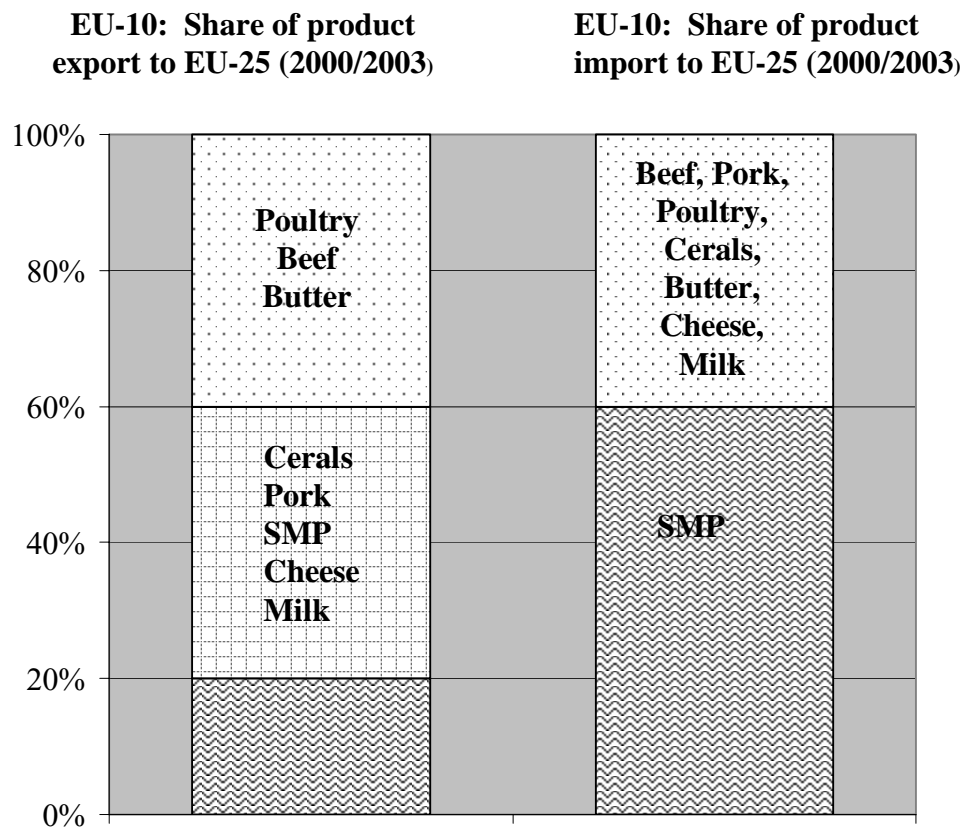 EU-10: Share of product
export to EU-25 (2000/2003)
EU-10: Share of product
import to EU-25 (2000/2003)
100%
80%
60%
40%
20%
0%
Poultry
Beef
Butter
Cerals
Pork
SMP
Cheese
Milk
Beef, Pork,
Poultry,
Cerals,
Butter,
Cheese,
Milk
SMP